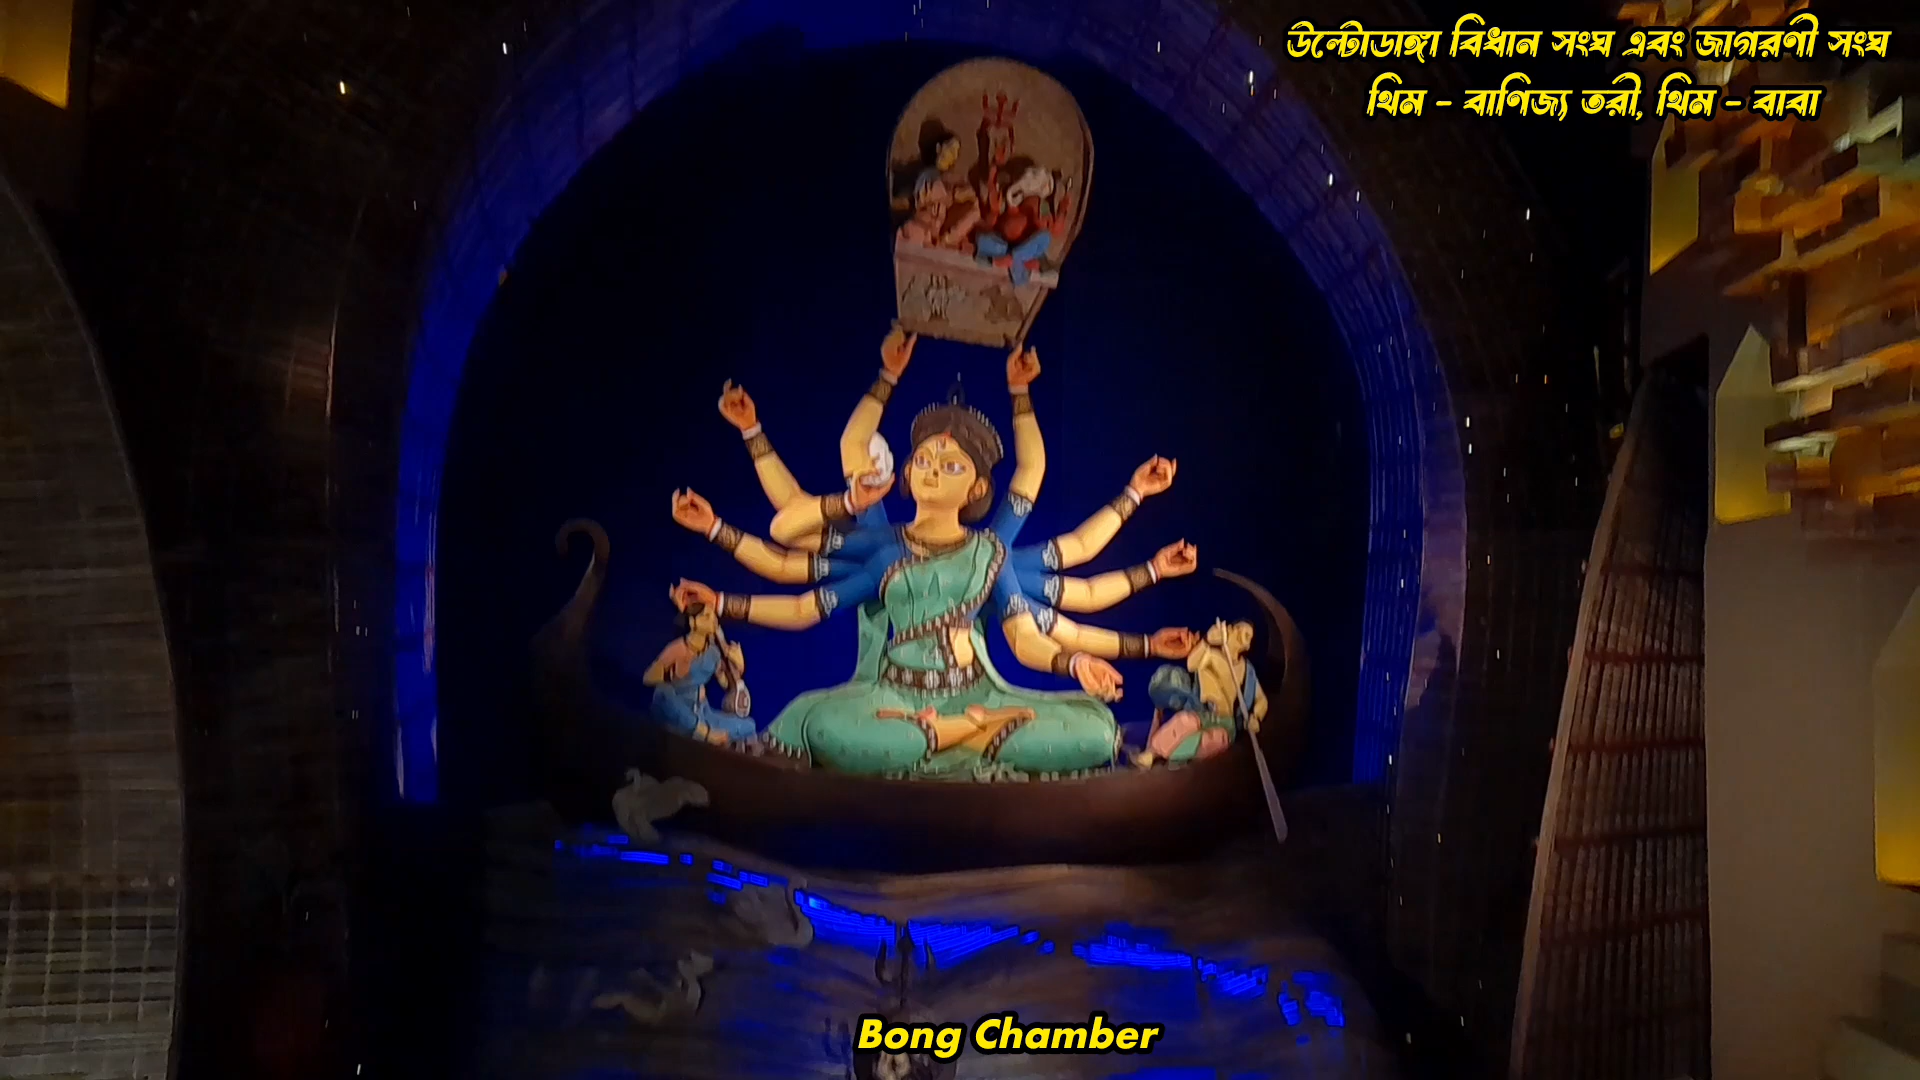 উল্টোডাঙ্গা বিধান সংঘ এবং জাগরণী সংঘ
থিম - বাণিজ্য তরী, থিম - বাবা
Bong Chamber